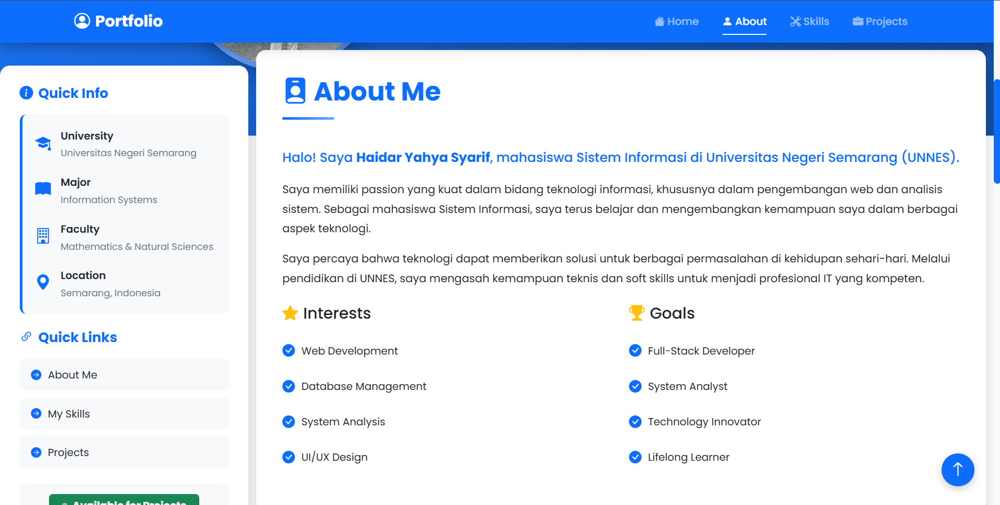 Portfolio
Home
About
Skills
Projects
Quick Info
University
Universitas Negeri Semarang
Major
Information Systems
Faculty
Mathematics & Natural Sciences
Location
Semarang, Indonesia
Quick Links
About Me
My Skills
Projects
Available for Projects
About Me
Halo! Saya Haidar Yahya Syarif, mahasiswa Sistem Informasi di Universitas Negeri Semarang (UNNES).
Saya memiliki passion yang kuat dalam bidang teknologi informasi, khususnya dalam pengembangan web dan analisis
sistem. Sebagai mahasiswa Sistem Informasi, saya terus belajar dan mengembangkan kemampuan saya dalam berbagai
aspek teknologi.
Saya percaya bahwa teknologi dapat memberikan solusi untuk berbagai permasalahan di kehidupan sehari-hari. Melalui
pendidikan di UNNES, saya mengasah kemampuan teknis dan soft skills untuk menjadi profesional IT yang kompeten.
Interests
Web Development
Database Management
System Analysis
UI/UX Design
Goals
Full-Stack Developer
System Analyst
Technology Innovator
Lifelong Learner